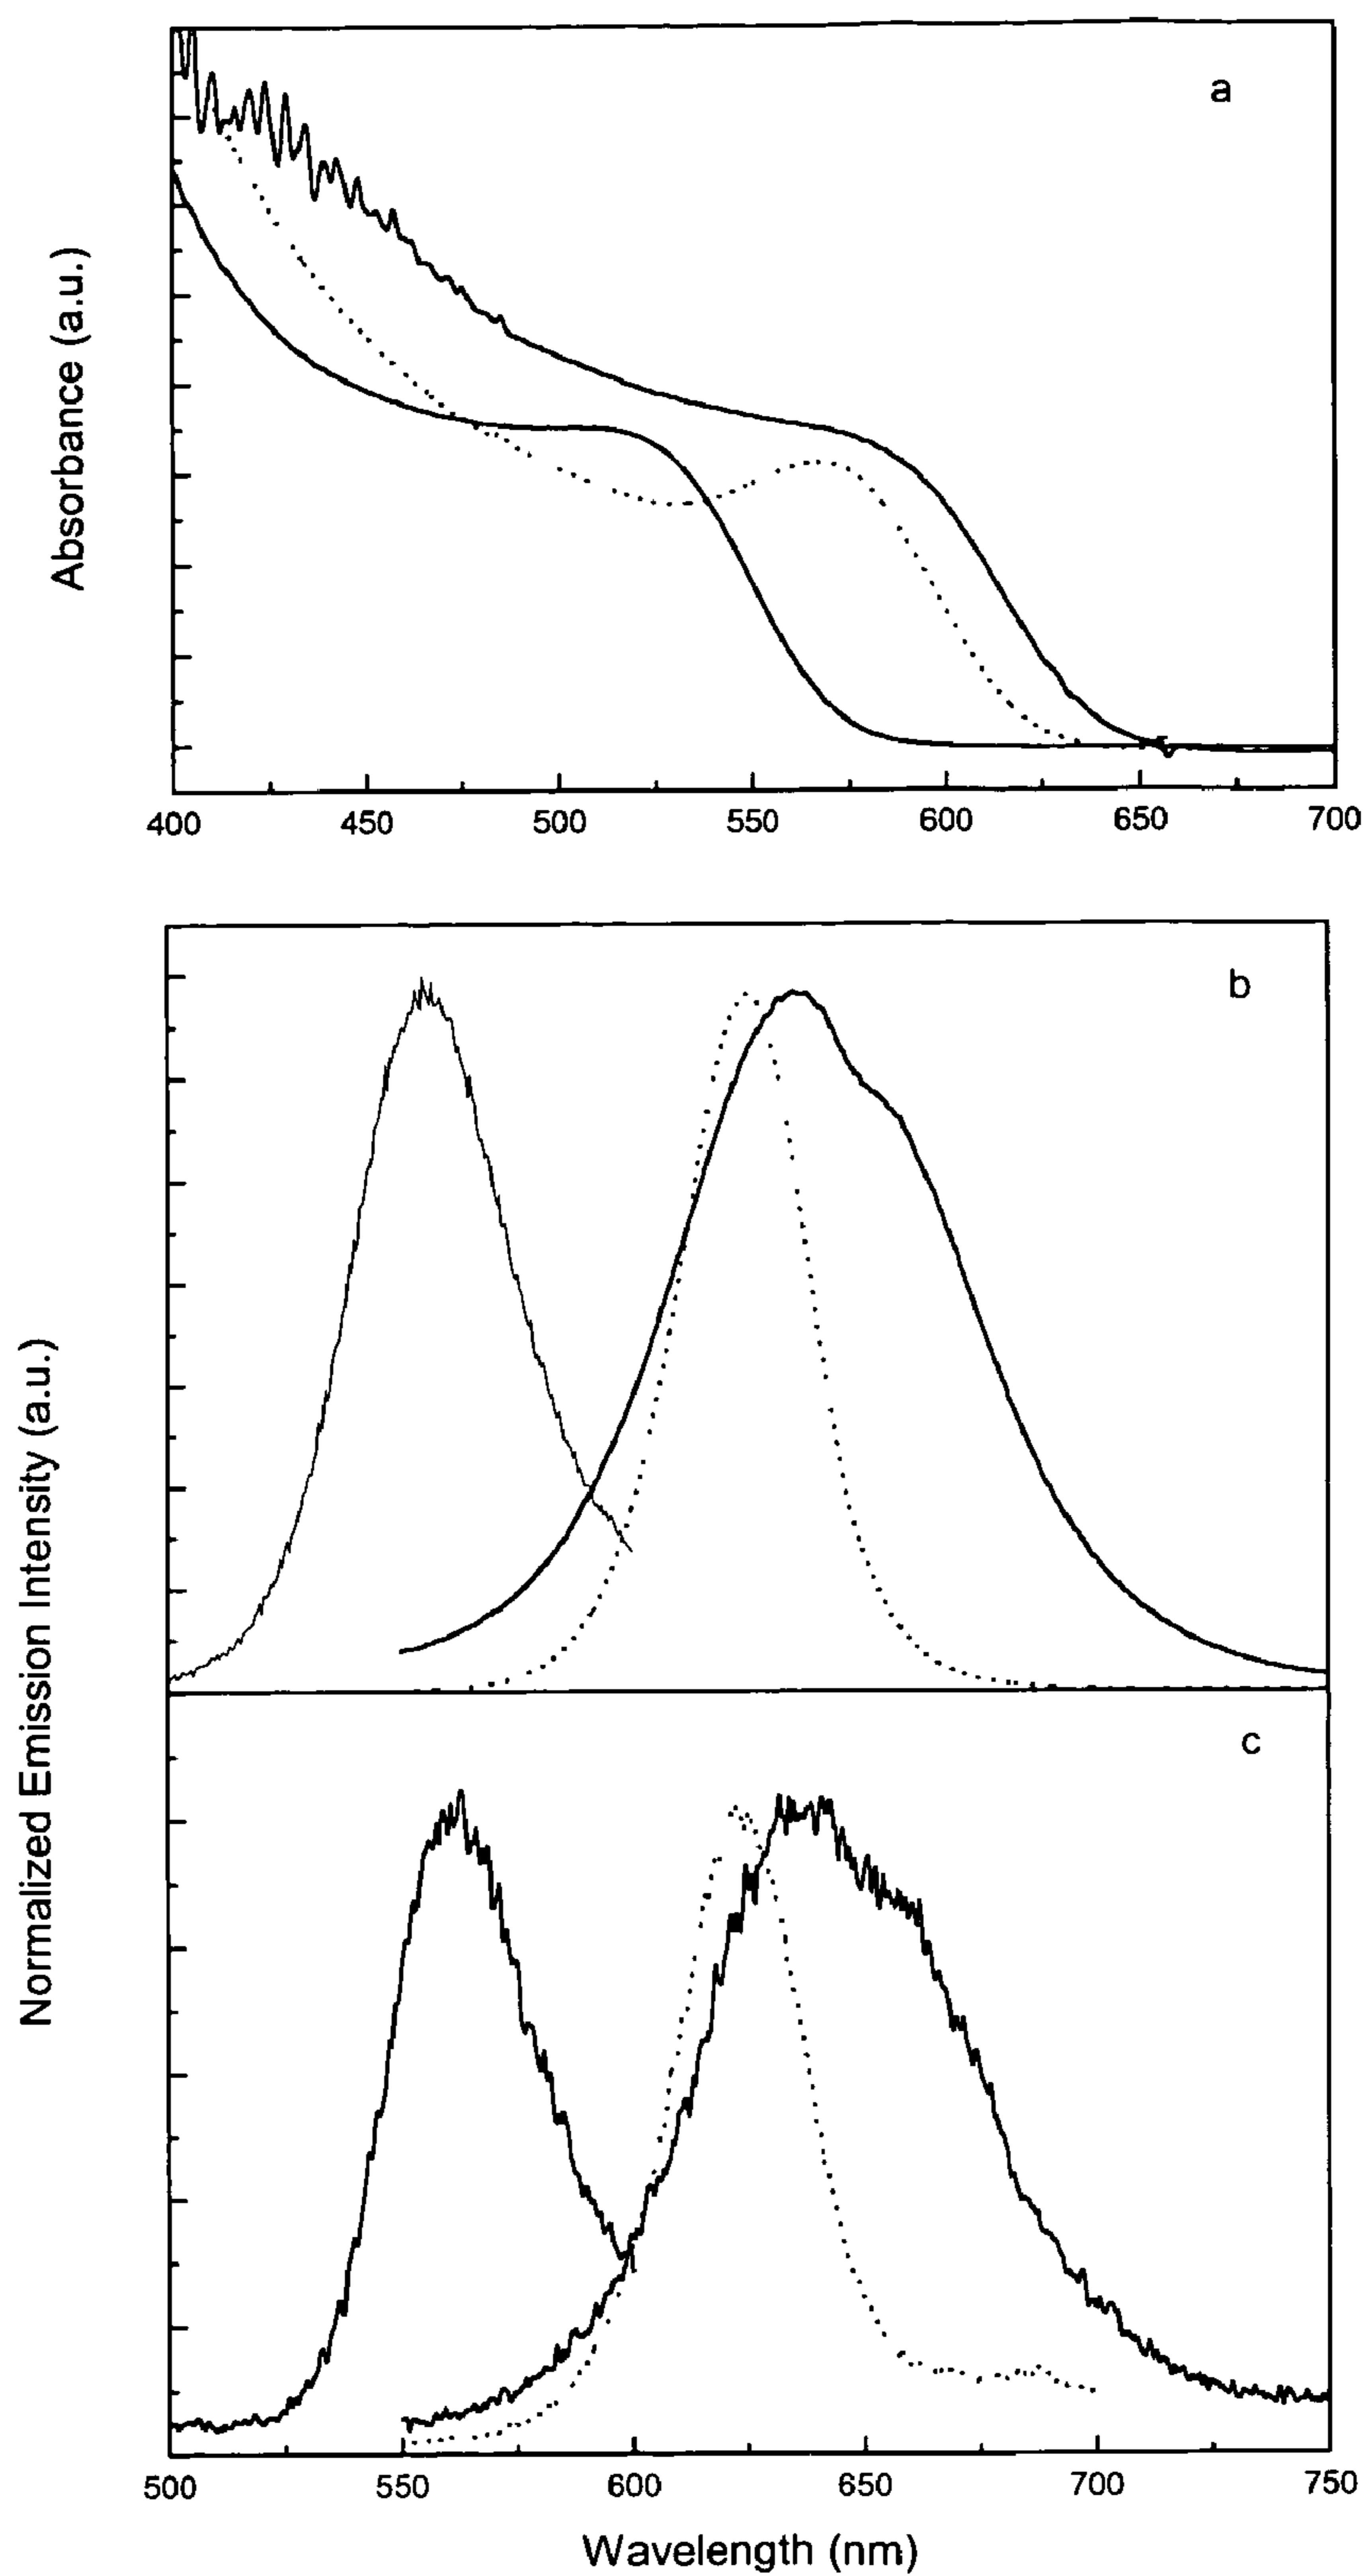 a
Absorbance (a.u.)
400 450 500 550 600 650 700
b
Normalized Emission Intensity (a.u.)
c
500 550 600 650 700 750
Wavelength (nm)